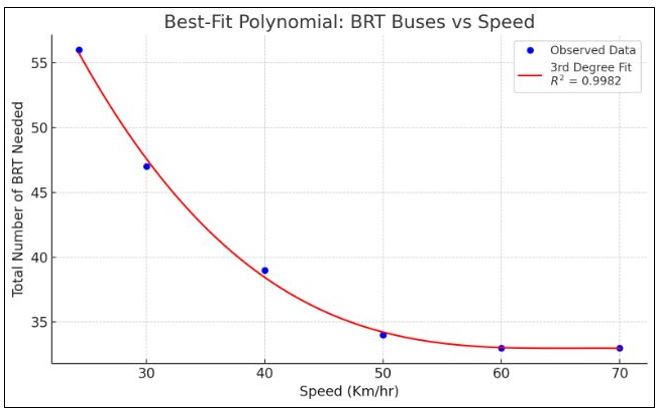 Best-Fit Polynomial: BRT Buses vs Speed
Observed Data
3rd Degree Fit
R² = 0.9982
Total Number of BRT Needed
55
50
45
40
35
30 40 50 60 70
Speed (Km/hr)